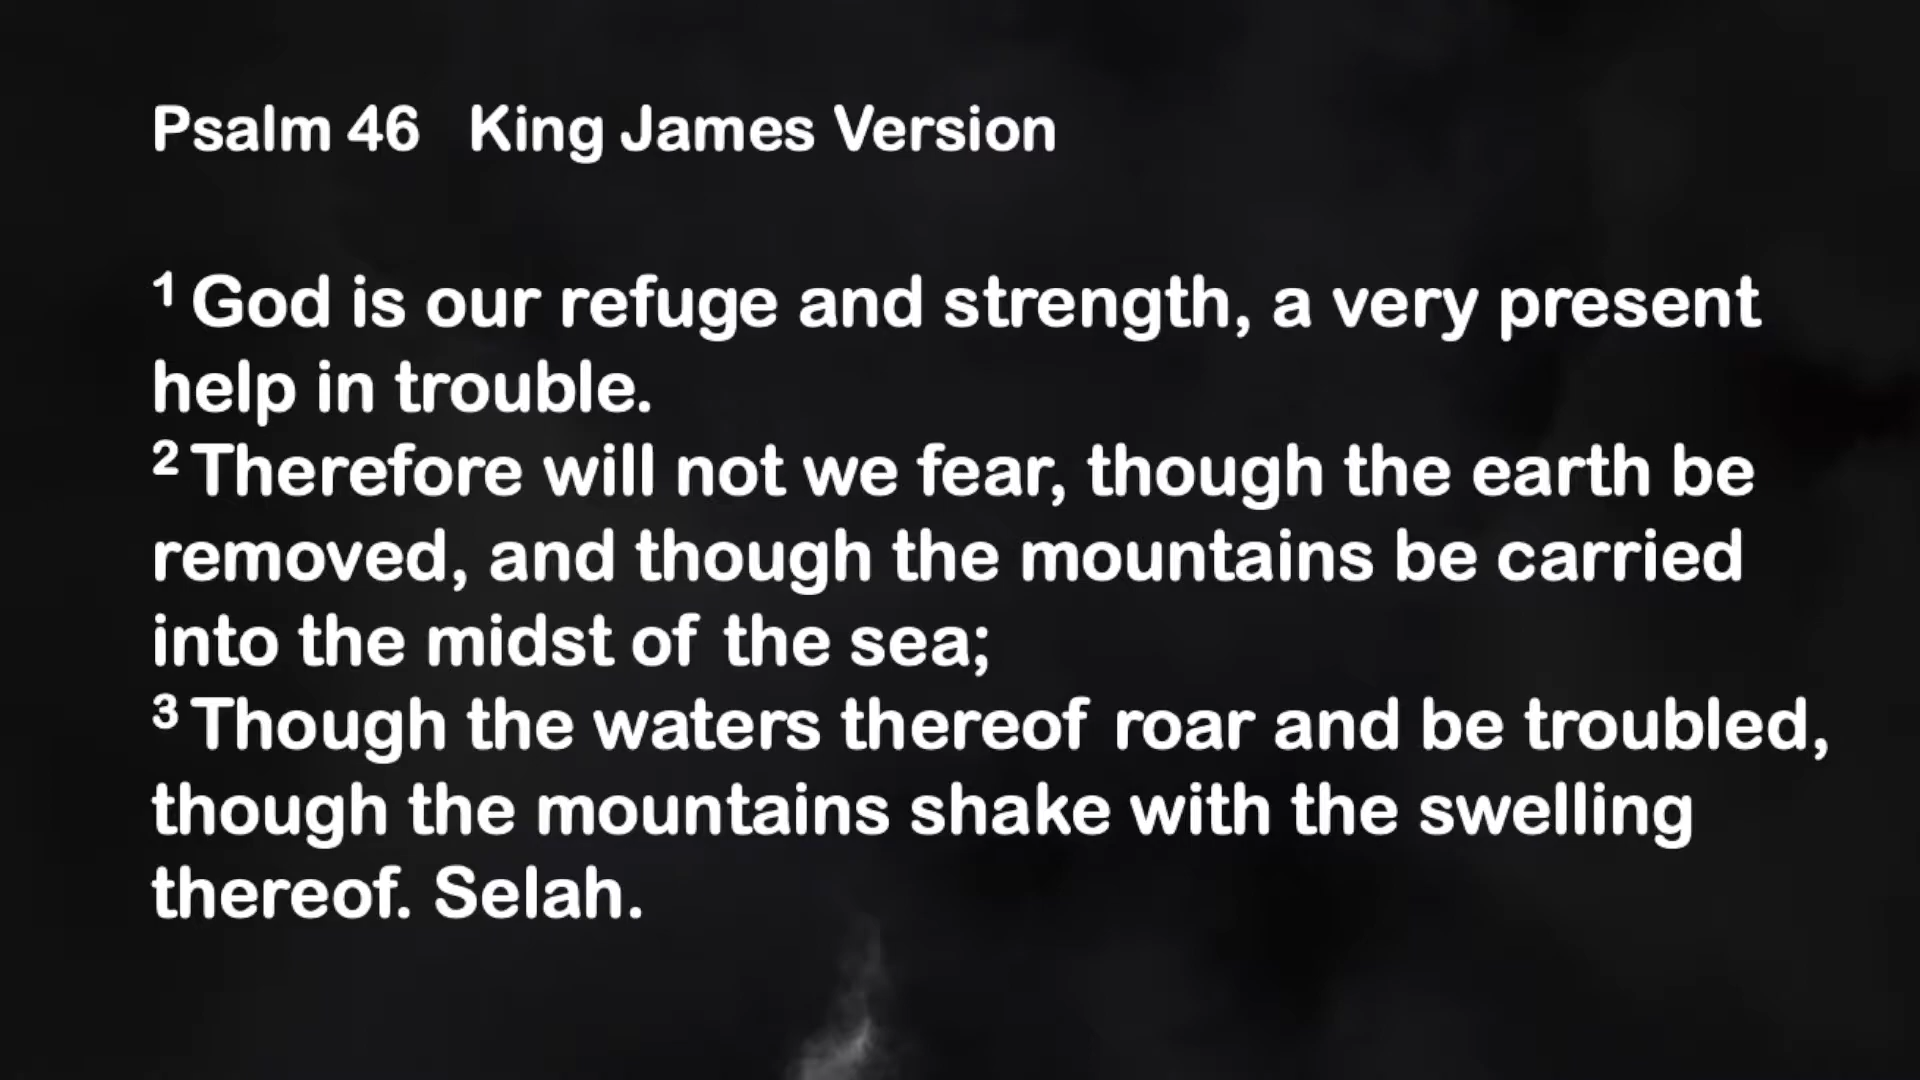 Psalm 46 King James Version
1 God is our refuge and strength, a very present
help in trouble.
2 Therefore will not we fear, though the earth be
removed, and though the mountains be carried
into the midst of the sea;
3 Though the waters thereof roar and be troubled,
though the mountains shake with the swelling
thereof. Selah.